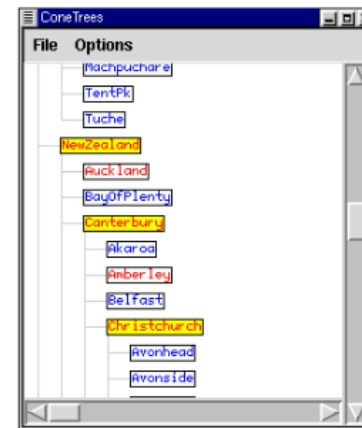 ConeTrees
File Options
Machpuchare
TentPk
Tuche
NewZealand
Auckland
BayOfPlenty
Canterbury
Akaroa
Amberley
Belfast
Christchurch
Avonhead
Avonside